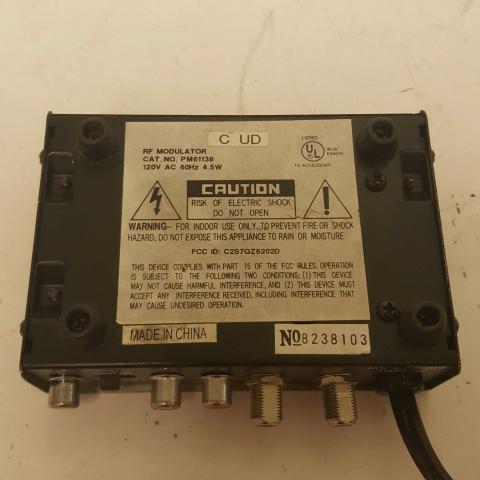 C UD
RF MODULATOR
CAT. NO. PM61138
120V AC 60Hz 4.5W
LISTED
UL
TV ACCESSORY
CAUTION
RISK OF ELECTRIC SHOCK
DO NOT OPEN
WARNING— FOR INDOOR USE ONLY, TO PREVENT FIRE OR SHOCK
HAZARD, DO NOT EXPOSE THIS APPLIANCE TO RAIN OR MOISTURE
FCC ID: C2S7QZ6202D
THIS DEVICE COMPLIES WITH PART 15 OF THE FCC RULES. OPERATION
IS SUBJECT TO THE FOLLOWING TWO CONDITIONS: (1) THIS DEVICE
MAY NOT CAUSE HARMFUL INTERFERENCE, AND (2) THIS DEVICE MUST
ACCEPT ANY INTERFERENCE RECEIVED, INCLUDING INTERFERENCE THAT
MAY CAUSE UNDESIRED OPERATION.
MADE IN CHINA
No 8238103